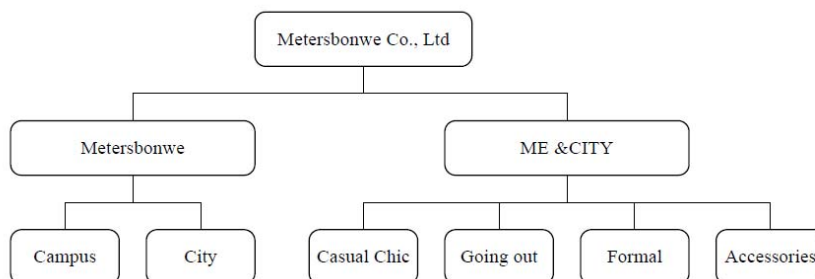 Metersbonwe Co., Ltd
Metersbonwe
ME &CITY
Campus
City
Casual Chic
Going out
Formal
Accessories